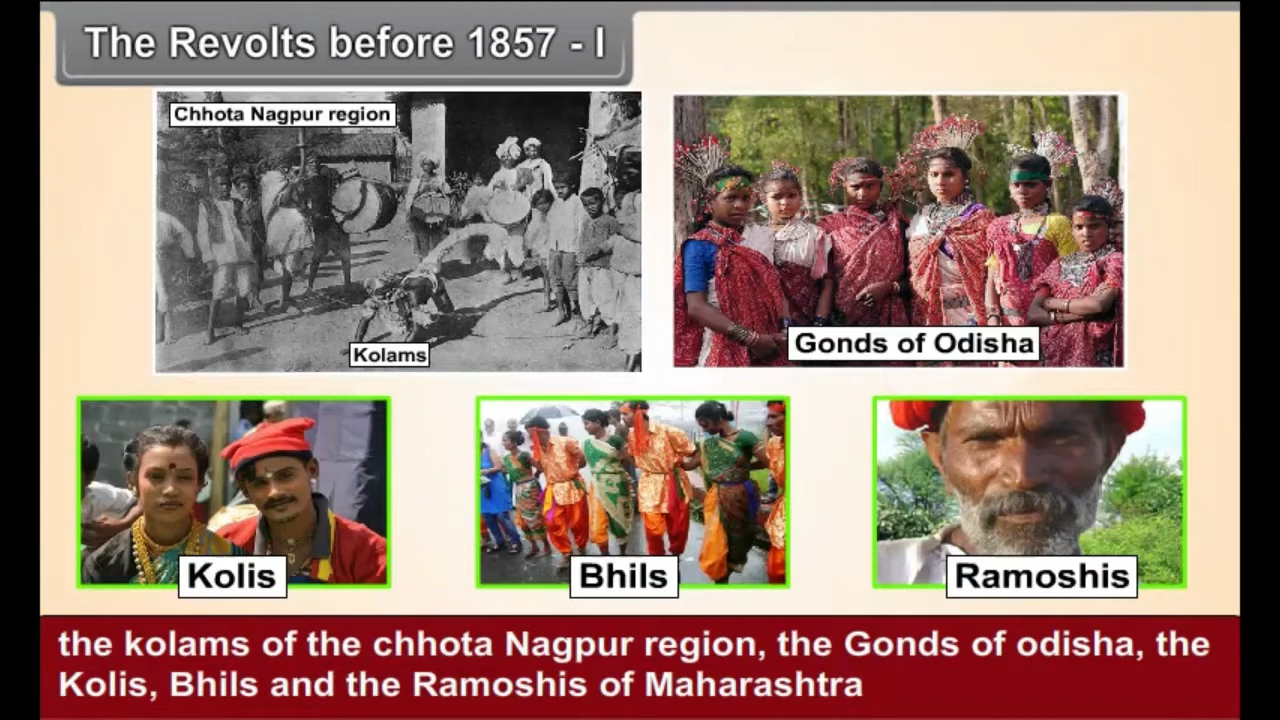 The Revolts before 1857 - I
Chhota Nagpur region
Kolams
Gonds of Odisha
Kolis
Bhils
Ramoshis
the kolams of the chhota Nagpur region, the Gonds of odisha, the
Kolis, Bhils and the Ramoshis of Maharashtra